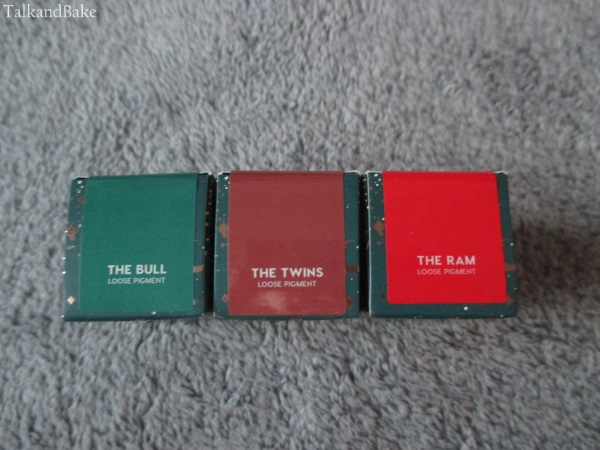 TalkandBake
THE BULL
LOOSE PIGMENT
THE TWINS
LOOSE PIGMENT
THE RAM
LOOSE PIGMENT